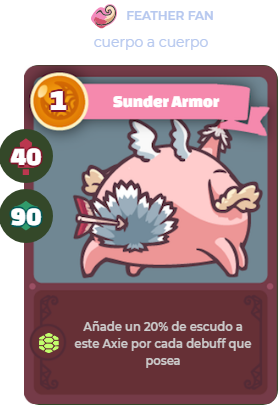 FEATHER FAN
cuerpo a cuerpo
1
Sunder Armor
40
90
Añade un 20% de escudo a
este Axie por cada debuff que
posea